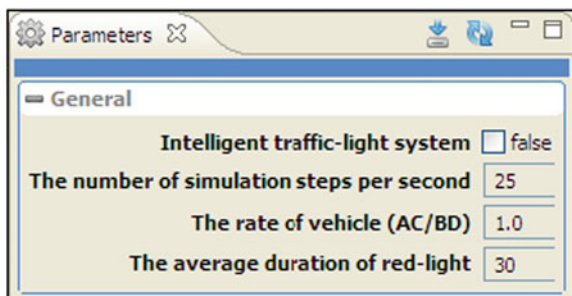 Parameters
General
Intelligent traffic-light system false
The number of simulation steps per second 25
The rate of vehicle (AC/BD) 1.0
The average duration of red-light 30